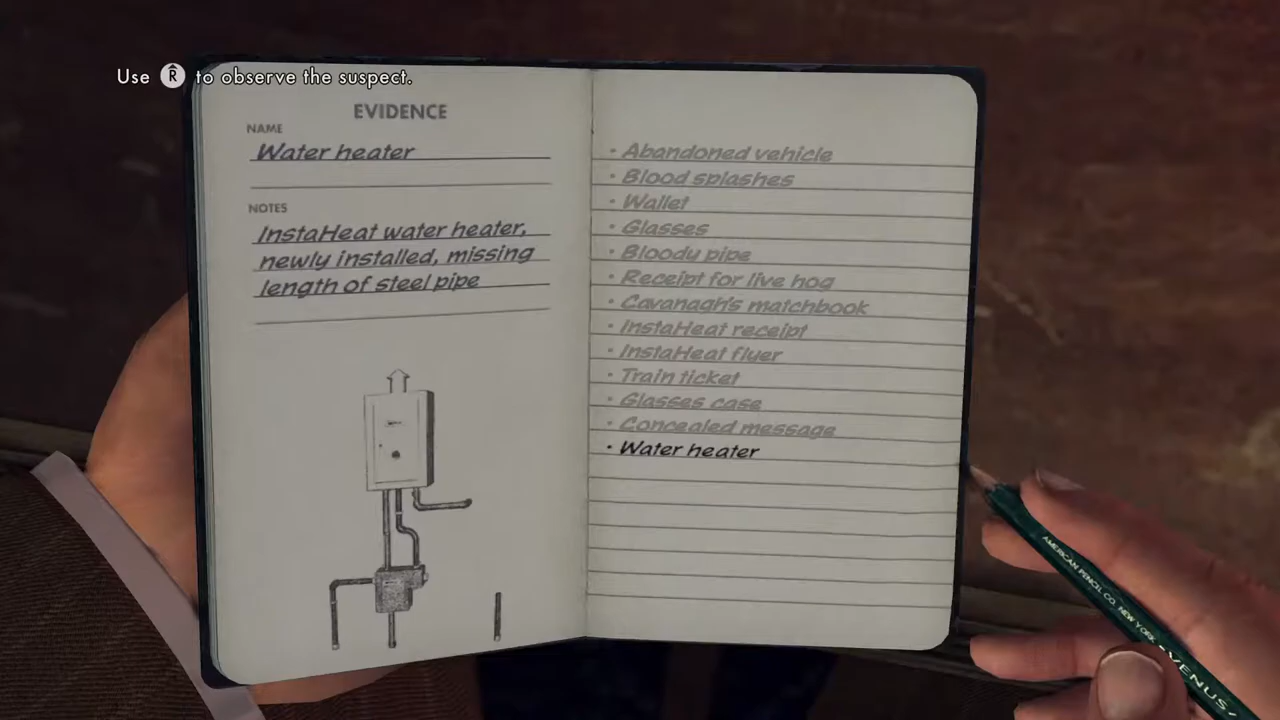 Use R to observe the suspect.
EVIDENCE
NAME
Water heater
NOTES
InstaHeat water heater,
newly installed, missing
length of steel pipe
• Abandoned vehicle
• Blood splashes
• Wallet
• Glasses
• Bloody pipe
• Receipt for live hog
• Cavanagh's matchbook
• InstaHeat receipt
• InstaHeat flyer
• Train ticket
• Glasses case
• Concealed message
• Water heater
AMERICAN PENCIL CO. NEW YORK
VENUS